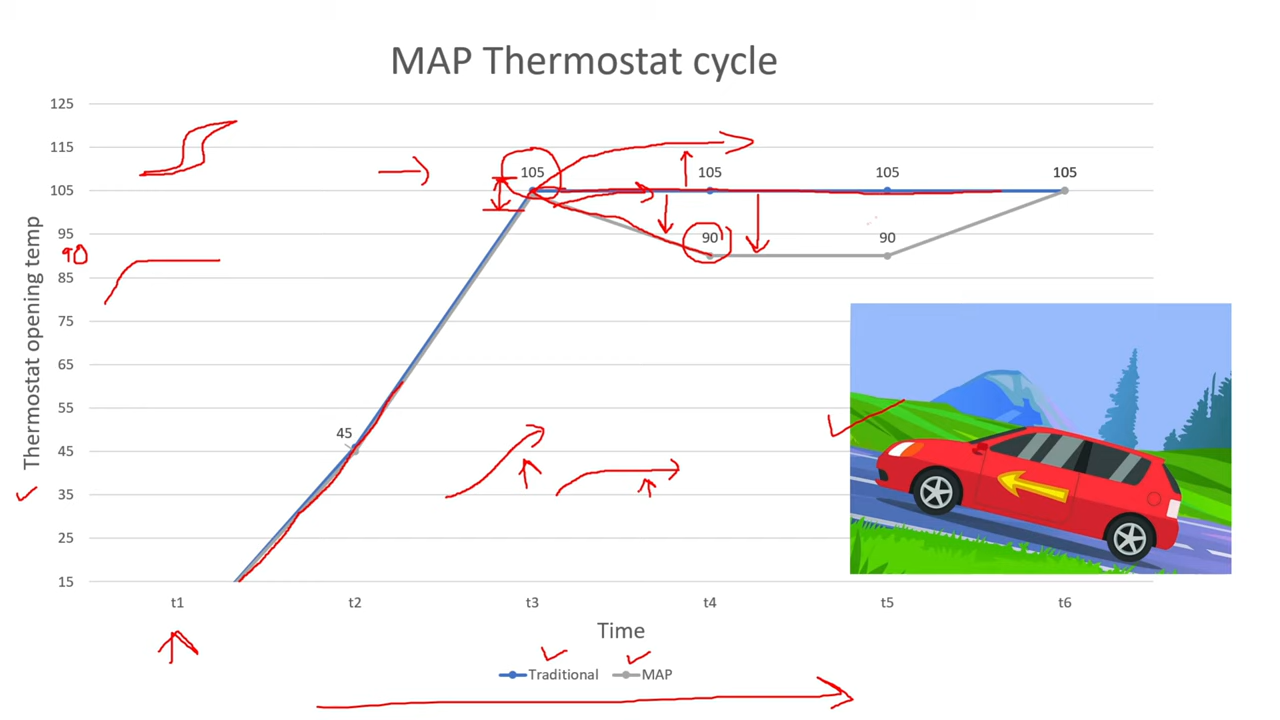 MAP Thermostat cycle
125
115
105
95
85
75
65
55
45
35
25
15
Thermostat opening temp
90
45
105
105
105
105
90
90
t1
t2
t3
t4
t5
t6
Time
Traditional
MAP